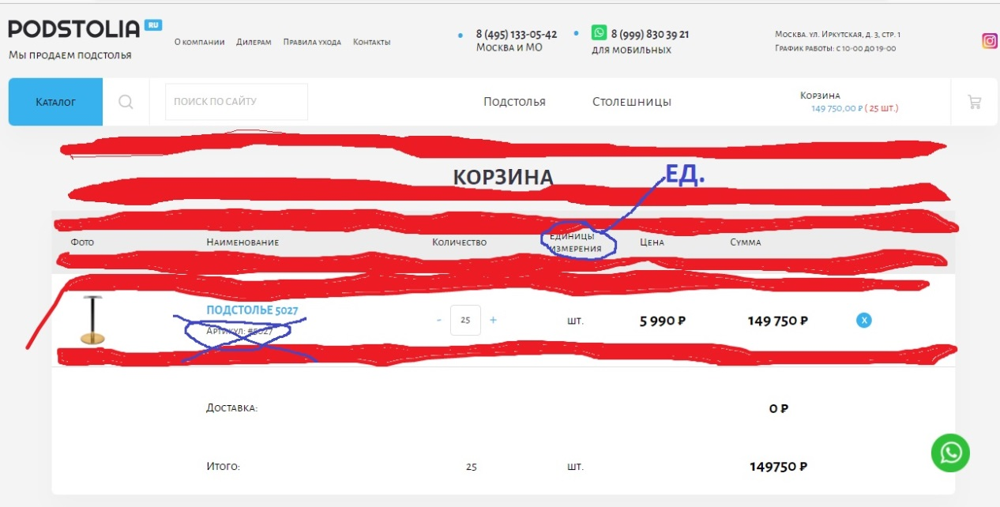 PODSTOLIA RU
Мы продаем подстолья
О компании Дилерам Правила ухода Контакты
8 (495) 133-05-42
Москва и МО
8 (999) 830 39 21
для мобильных
Москва. ул. Иркутская, д. 3, стр. 1
График работы: с 10-00 до 19-00
Каталог
ПОИСК ПО САЙТУ
Подстолья Столешницы
Корзина
149 750,00 ₽ ( 25 шт.)
КОРЗИНА
ЕД.
Фото Наименование Количество Единицы измерения Цена Сумма
ПОДСТОЛЬЕ 5027
Артикул: #5027
- 25 + шт. 5 990 ₽ 149 750 ₽ X
Доставка: 0 ₽
Итого: 25 шт. 149750 ₽